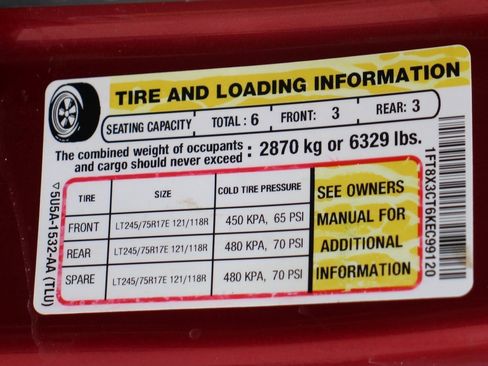 TIRE AND LOADING INFORMATION
SEATING CAPACITY TOTAL : 6 FRONT: 3 REAR: 3
The combined weight of occupants
and cargo should never exceed : 2870 kg or 6329 lbs.
TIRE SIZE COLD TIRE PRESSURE
FRONT LT245/75R17E 121/118R 450 KPA, 65 PSI
REAR LT245/75R17E 121/118R 480 KPA, 70 PSI
SPARE LT245/75R17E 121/118R 480 KPA, 70 PSI
SEE OWNERS
MANUAL FOR
ADDITIONAL
INFORMATION
5U5A-1532-AA (TLU)
1FT8X3CT6KEC99120